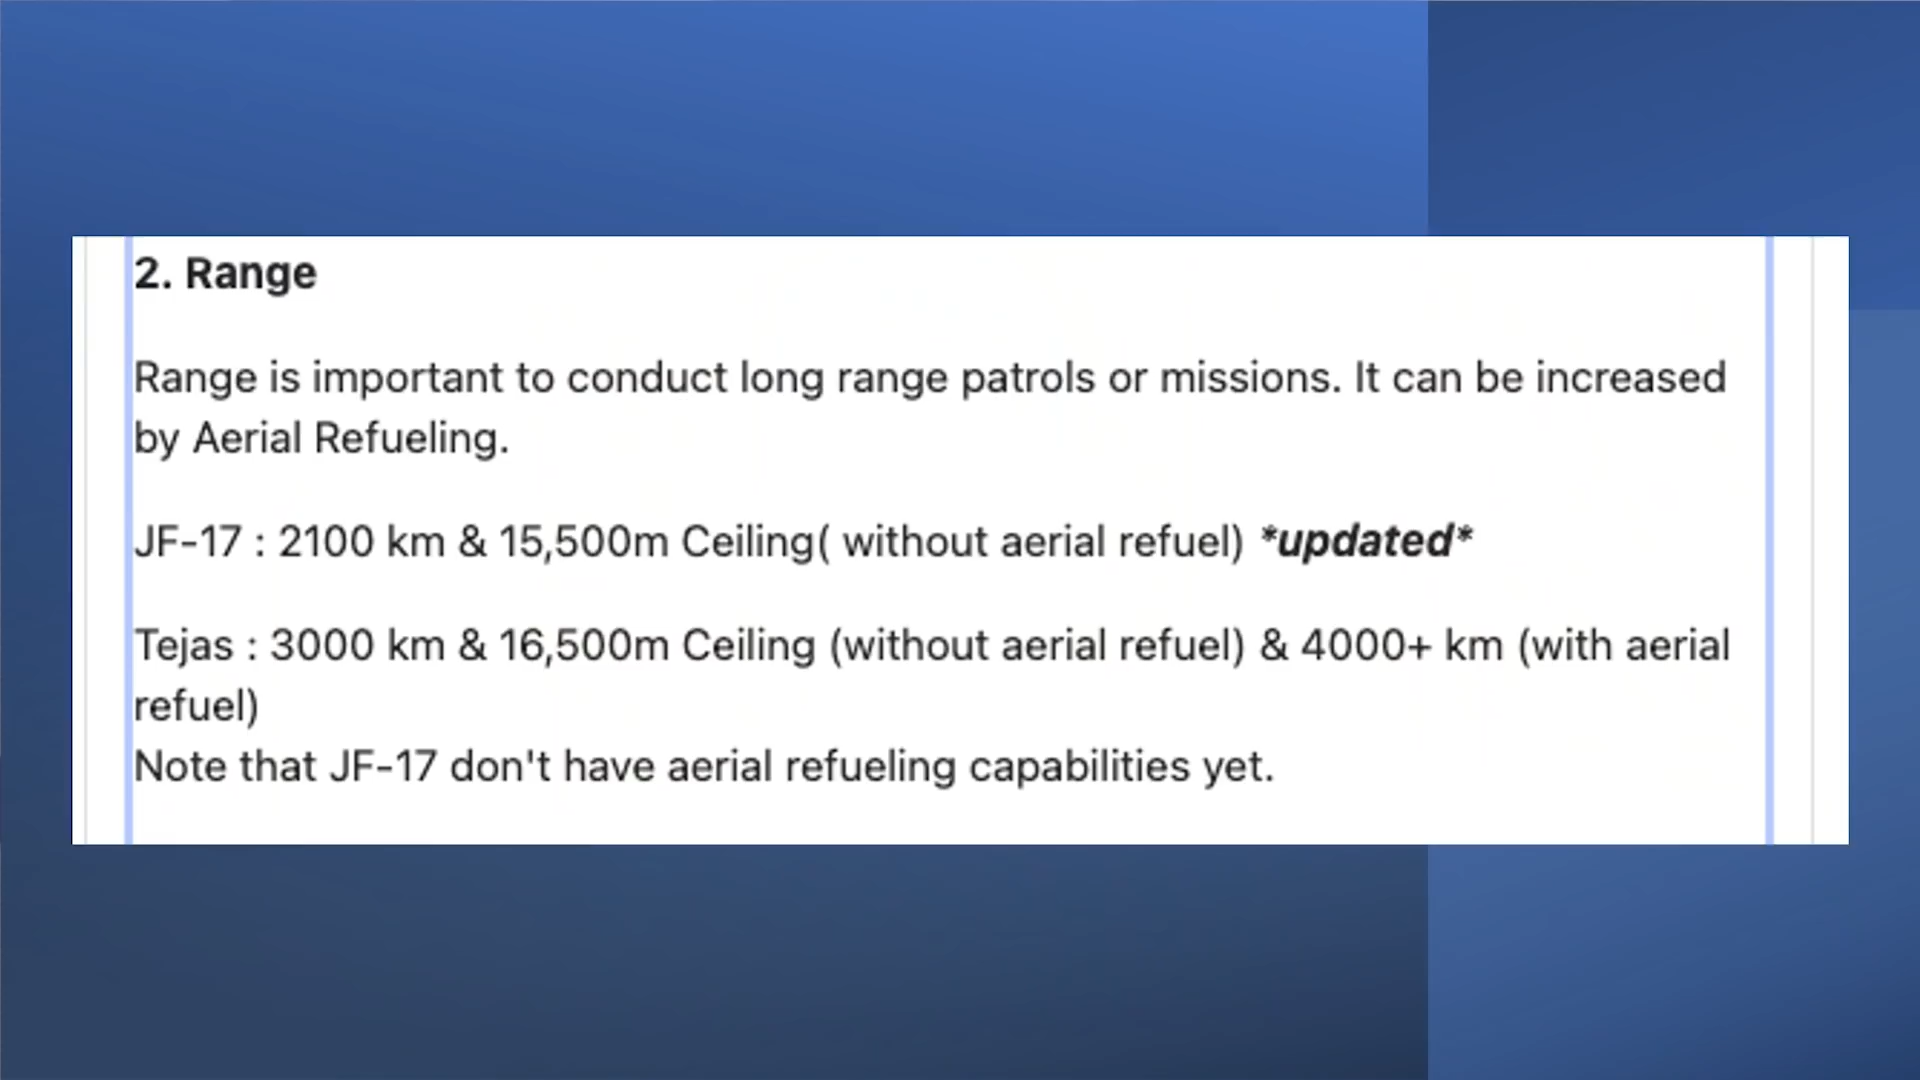 2. Range
Range is important to conduct long range patrols or missions. It can be increased
by Aerial Refueling.
JF-17 : 2100 km & 15,500m Ceiling( without aerial refuel) *updated*
Tejas : 3000 km & 16,500m Ceiling (without aerial refuel) & 4000+ km (with aerial
refuel)
Note that JF-17 don't have aerial refueling capabilities yet.